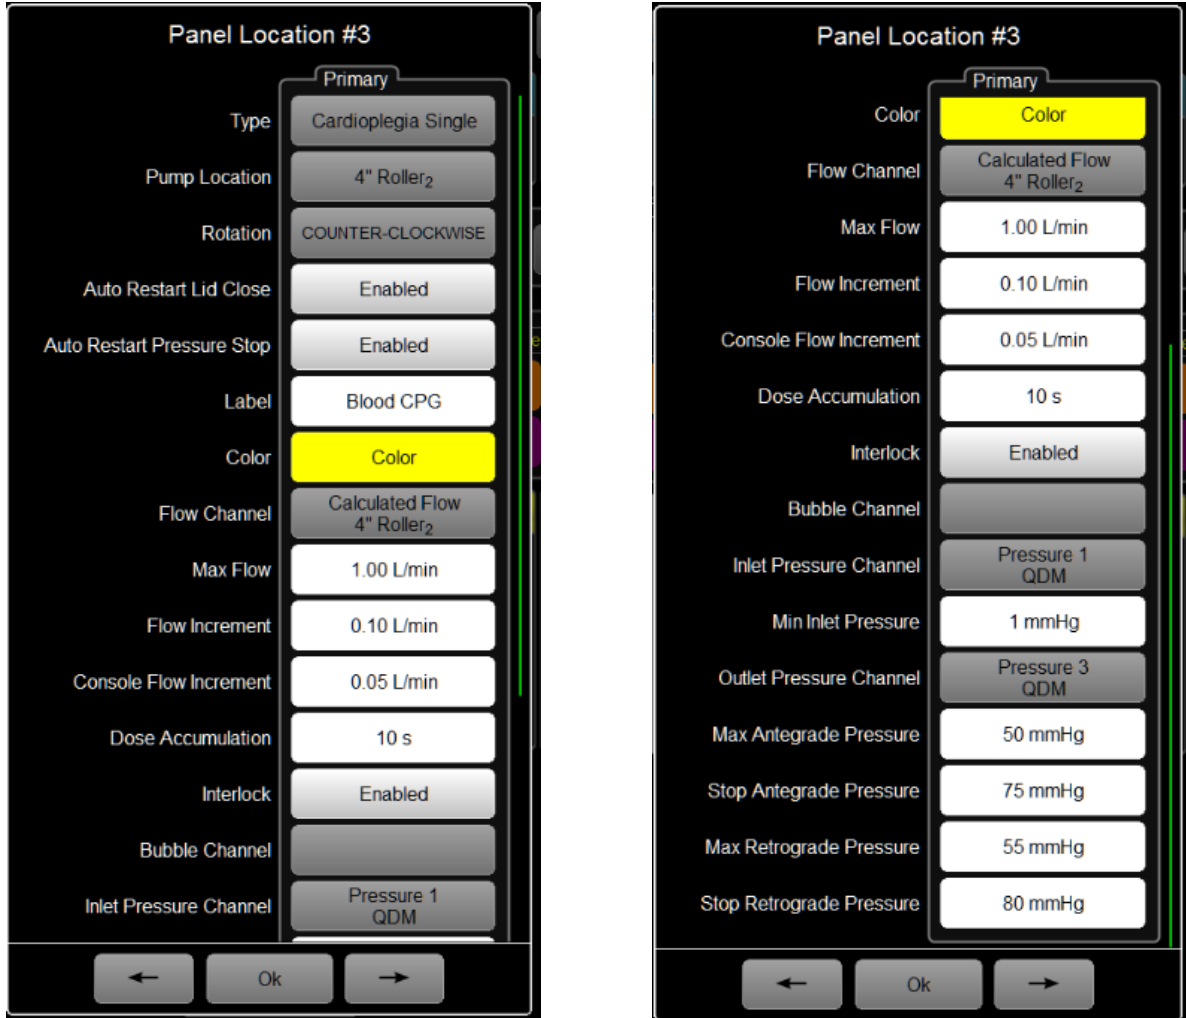 Panel Location #3
Primary
Type Cardioplegia Single
Pump Location 4" Roller2
Rotation COUNTER-CLOCKWISE
Auto Restart Lid Close Enabled
Auto Restart Pressure Stop Enabled
Label Blood CPG
Color Color
Flow Channel Calculated Flow
4" Roller2
Max Flow 1.00 L/min
Flow Increment 0.10 L/min
Console Flow Increment 0.05 L/min
Dose Accumulation 10 s
Interlock Enabled
Bubble Channel
Inlet Pressure Channel Pressure 1
QDM
← Ok →
Panel Location #3
Primary
Color Color
Flow Channel Calculated Flow
4" Roller2
Max Flow 1.00 L/min
Flow Increment 0.10 L/min
Console Flow Increment 0.05 L/min
Dose Accumulation 10 s
Interlock Enabled
Bubble Channel
Inlet Pressure Channel Pressure 1
QDM
Min Inlet Pressure 1 mmHg
Outlet Pressure Channel Pressure 3
QDM
Max Antegrade Pressure 50 mmHg
Stop Antegrade Pressure 75 mmHg
Max Retrograde Pressure 55 mmHg
Stop Retrograde Pressure 80 mmHg
← Ok →